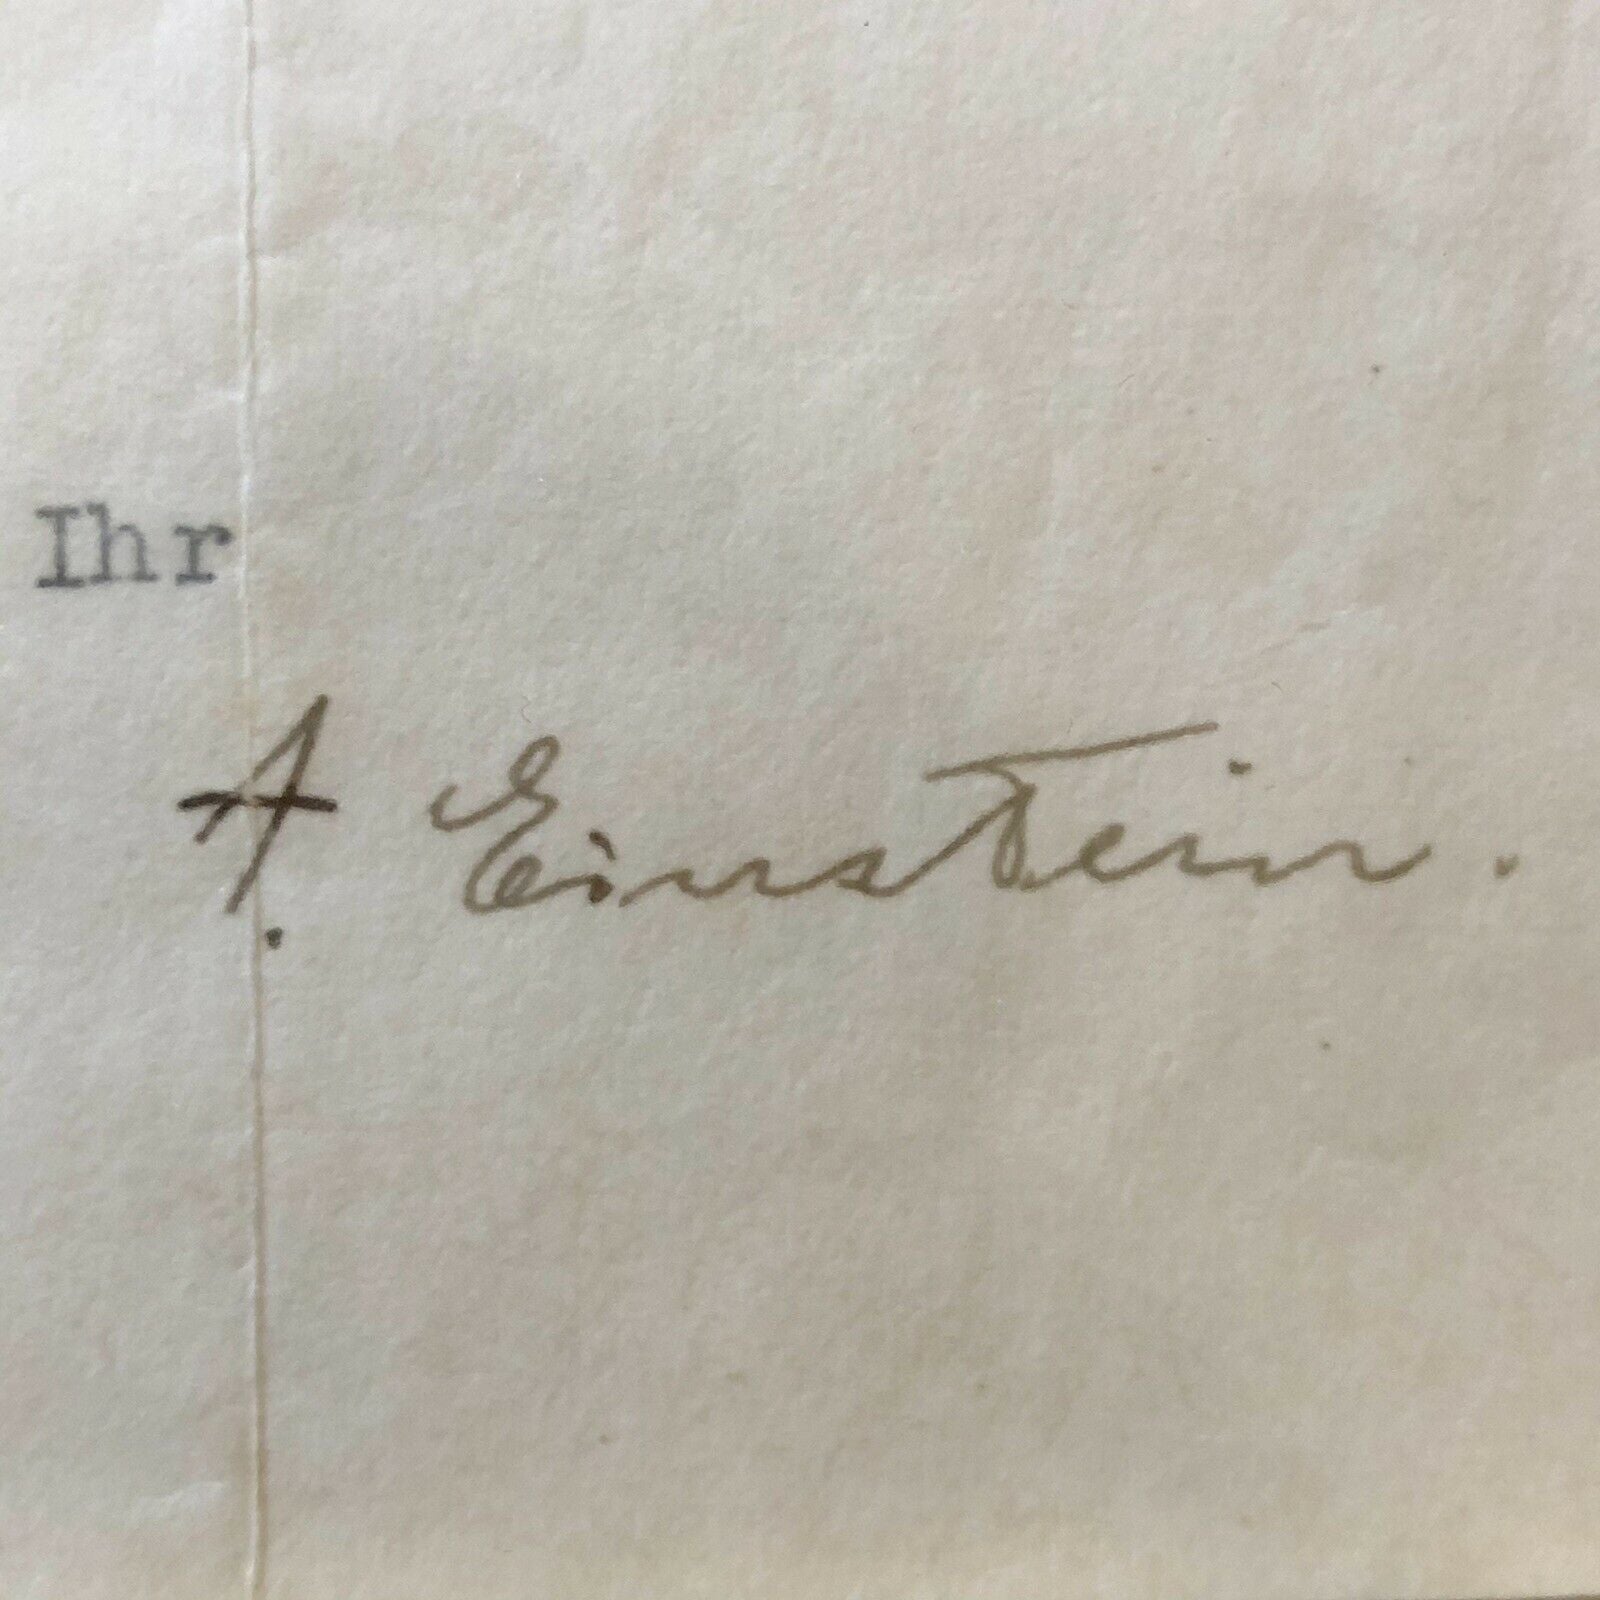 Ihr
A. Einstein.